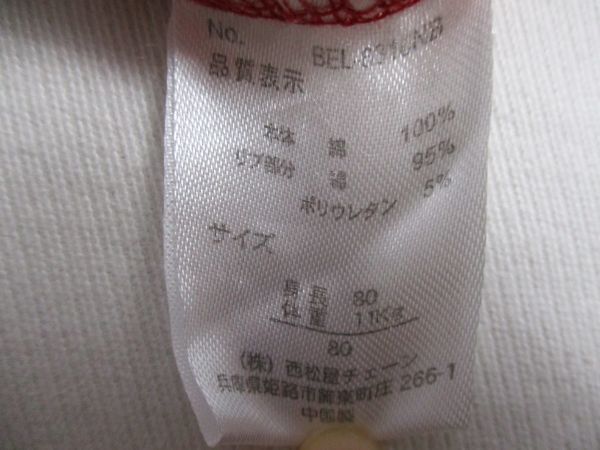 No.
品質表示
本体 綿 100%
リブ部分 綿 95%
ポリウレタン 5%
サイズ
身長 80
体重 11Kg
80
(株) 西松屋チェーン
兵庫県姫路市飾東町庄 266-1
中国製